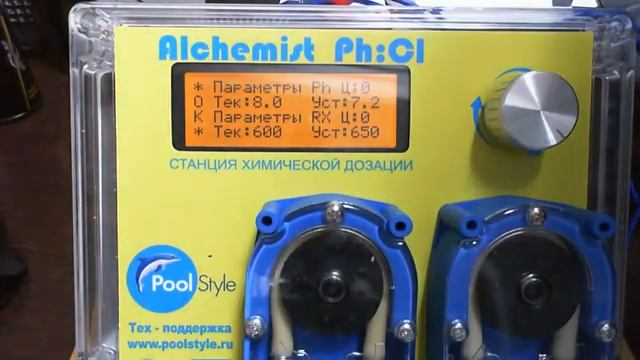 Alchemist Ph:Cl
* Параметры Ph Ц:0
О Тек:8.0 Уст:7.2
К Параметры RX Ц:0
* Тек:600 Уст:650
СТАНЦИЯ ХИМИЧЕСКОЙ ДОЗАЦИИ
Pool Style
Тех - поддержка
www.poolstyle.ru